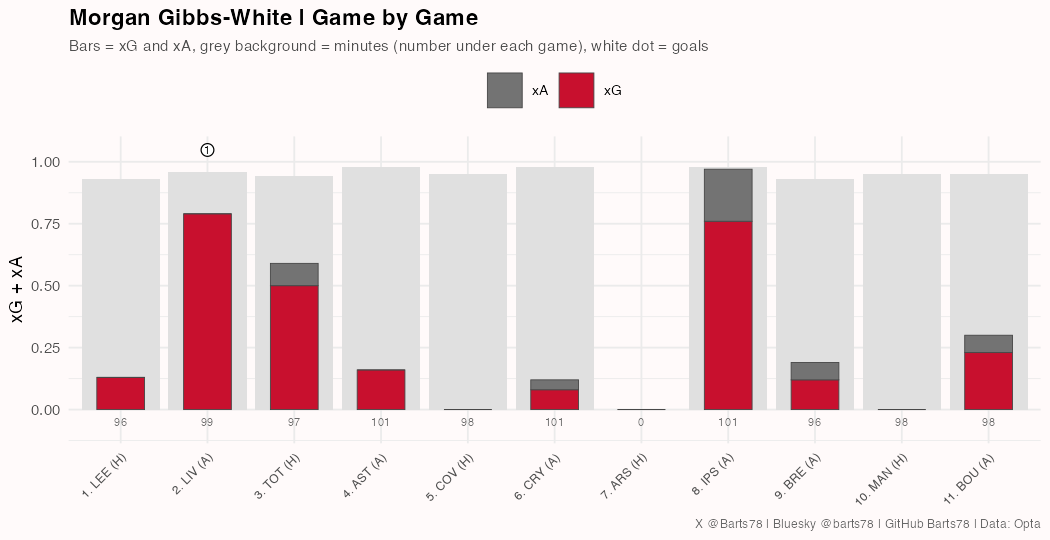 Morgan Gibbs-White | Game by Game
Bars = xG and xA, grey background = minutes (number under each game), white dot = goals
xA xG
xG + xA
1.00
0.75
0.50
0.25
0.00
1
96 99 97 101 98 101 0 101 96 98 98
1. LEE (H)
2. LIV (A)
3. TOT (H)
4. AST (A)
5. COV (H)
6. CRY (A)
7. ARS (H)
8. IPS (A)
9. BRE (A)
10. MAN (H)
11. BOU (A)
X @Barts78 | Bluesky @barts78 | GitHub Barts78 | Data: Opta